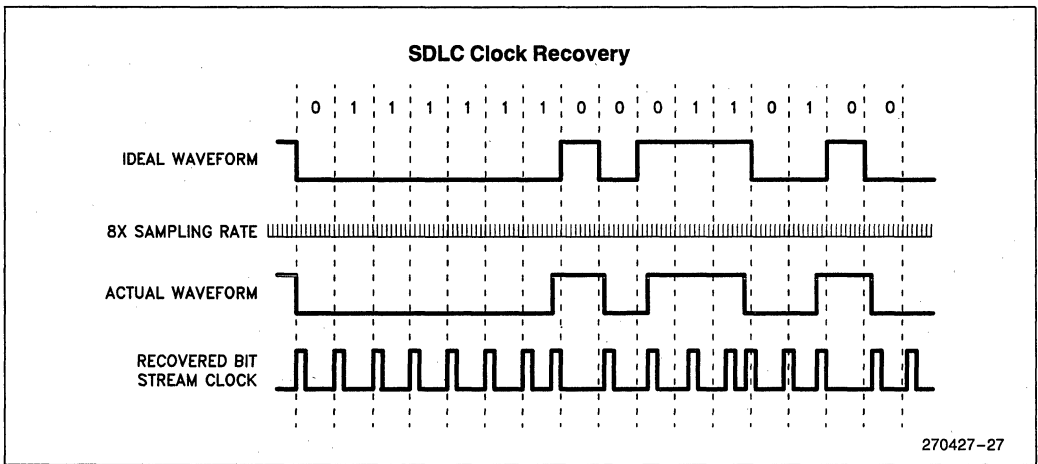 SDLC Clock Recovery
0 1 1 1 1 1 1 0 0 0 1 1 0 1 0 0
IDEAL WAVEFORM
8X SAMPLING RATE
ACTUAL WAVEFORM
RECOVERED BIT
STREAM CLOCK
270427-27